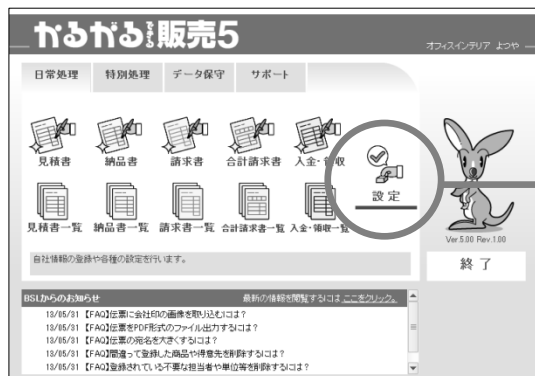 かるがるできる販売5
オフィスインテリア よつや
日常処理 特別処理 データ保守 サポート
見積書 納品書 請求書 合計請求書 入金・領収
設定
見積書一覧 納品書一覧 請求書一覧 合計請求書一覧 入金・領収一覧
Ver.5.00 Rev.1.00
自社情報の登録や各種の設定を行います。
終了
BSLからのお知らせ 最新の情報を閲覧するにはここをクリック。
13/05/31 【FAQ】伝票に会社印の画像を取り込むには?
13/05/31 【FAQ】伝票をPDF形式のファイル出力するには?
13/05/31 【FAQ】伝票の宛名を大きくするには?
13/05/31 【FAQ】間違って登録した商品や得意先を削除するには?
13/05/31 【FAQ】登録されている不要な担当者や単位等を削除するには?